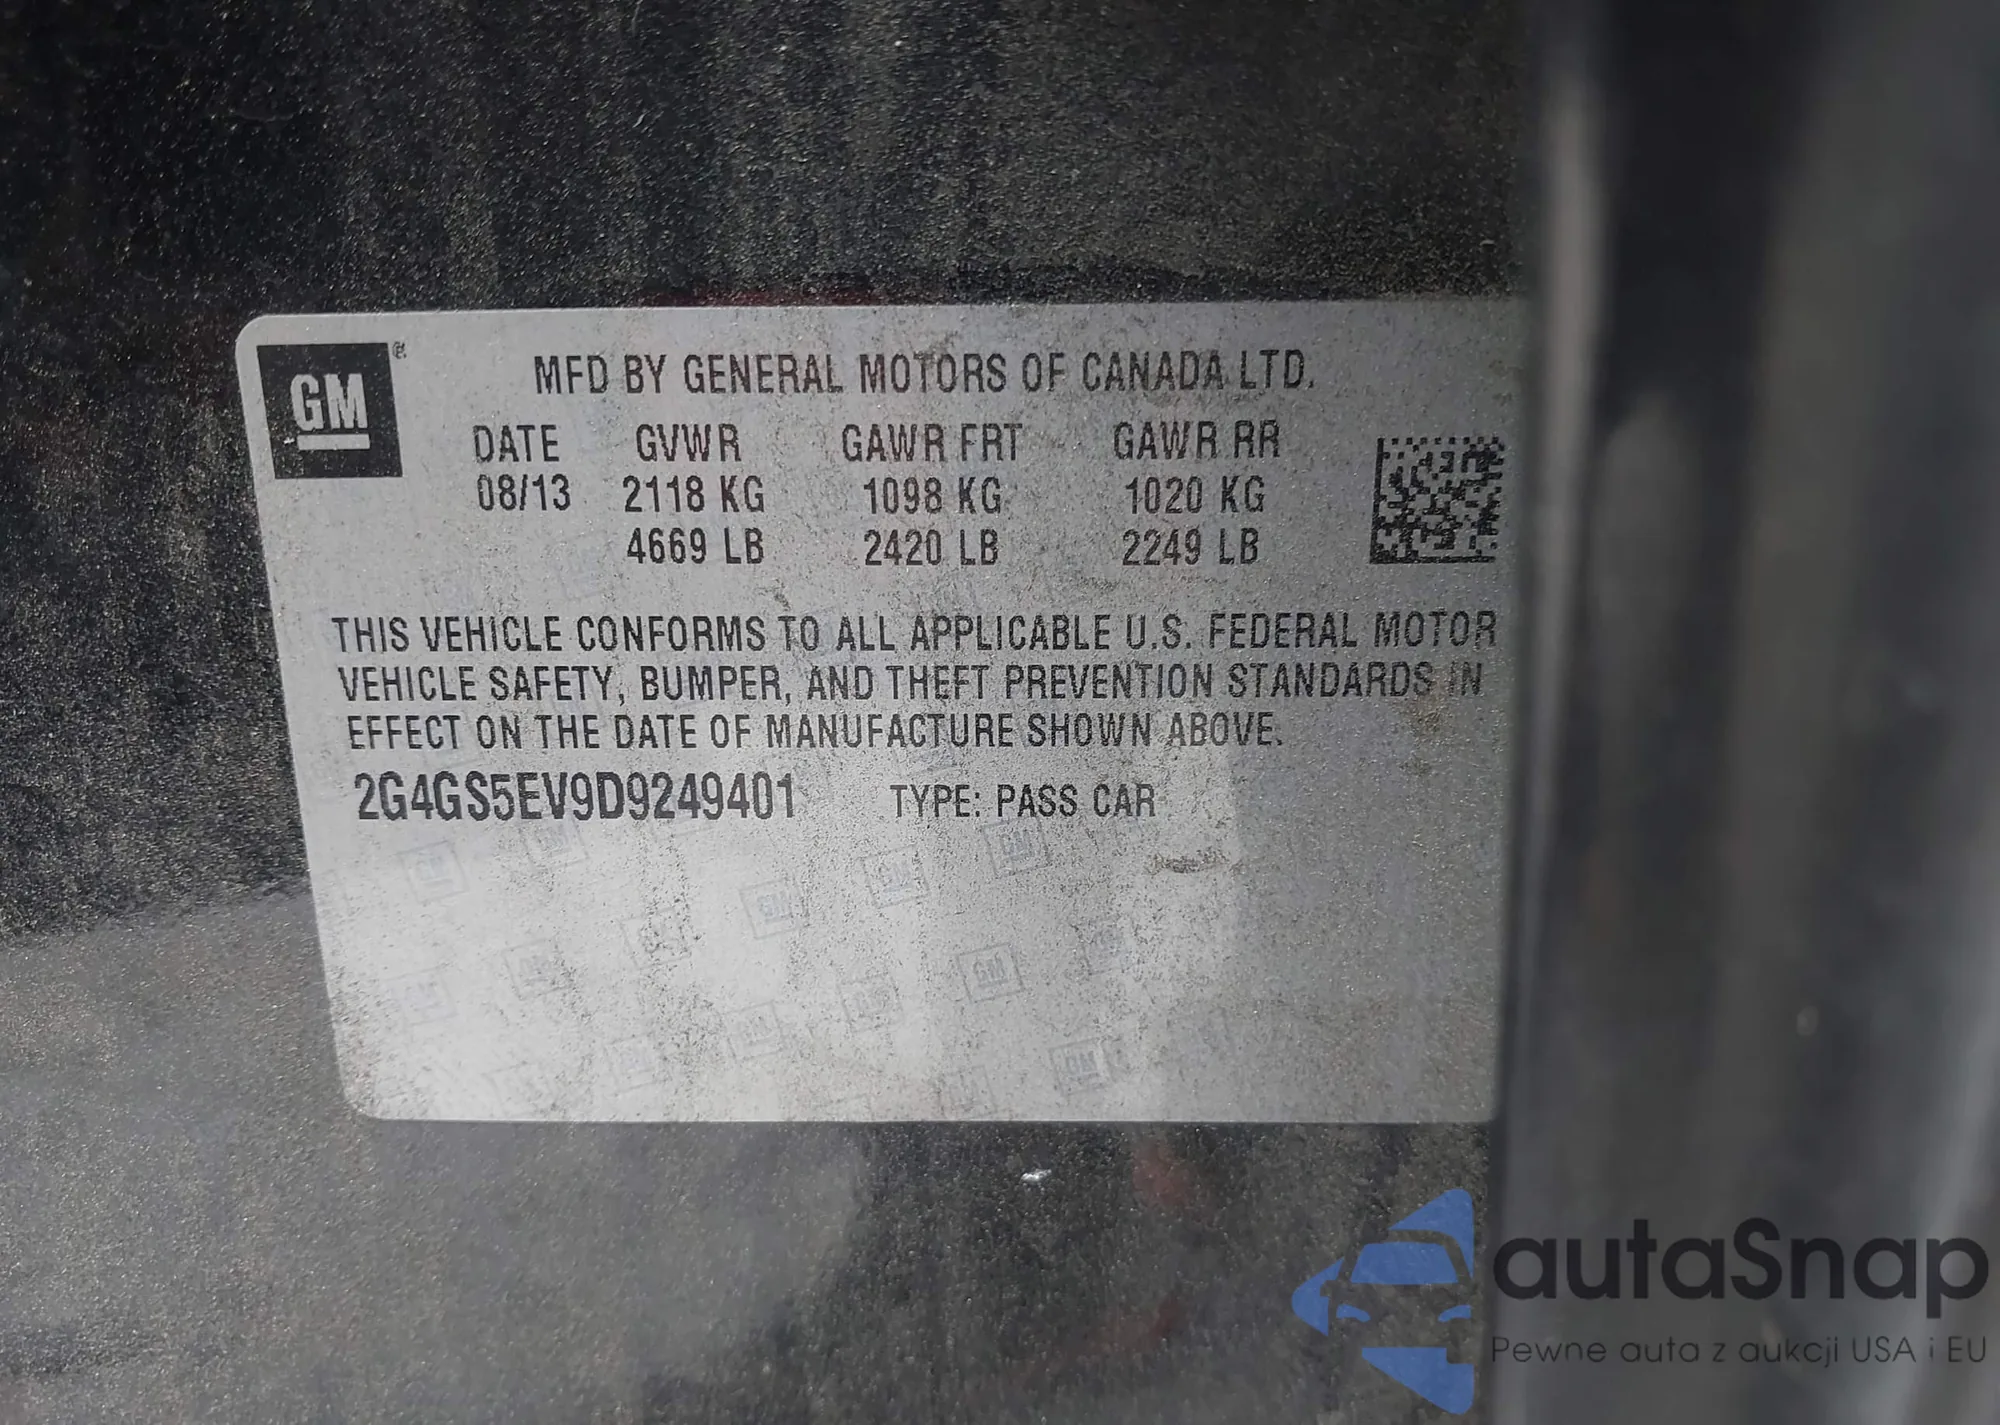 GM ®
MFD BY GENERAL MOTORS OF CANADA LTD.
DATE GVWR GAWR FRT GAWR RR
08/13 2118 KG 1098 KG 1020 KG
4669 LB 2420 LB 2249 LB
THIS VEHICLE CONFORMS TO ALL APPLICABLE U.S. FEDERAL MOTOR
VEHICLE SAFETY, BUMPER, AND THEFT PREVENTION STANDARDS IN
EFFECT ON THE DATE OF MANUFACTURE SHOWN ABOVE.
2G4GS5EV9D9249401 TYPE: PASS CAR
autaSnap
Pewne auta z aukcji USA i EU